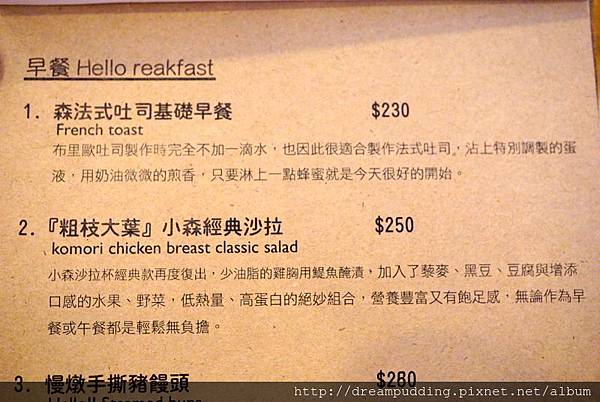 早餐 Hello reakfast
1. 森法式吐司基礎早餐 $230
French toast
布里歐吐司製作時完全不加一滴水，也因此很適合製作法式吐司，沾上特別調製的蛋
液，用奶油微微的煎香，只要淋上一點蜂蜜就是今天很好的開始。
2.『粗枝大葉』小森經典沙拉 $250
komori chicken breast classic salad
小森沙拉杯經典款再度復出，少油脂的雞胸用鯷魚醃漬，加入了藜麥、黑豆、豆腐與增添
口感的水果、野菜，低熱量、高蛋白的絕妙組合，營養豐富又有飽足感，無論作為早
餐或午餐都是輕鬆無負擔。
3. 慢燉手撕豬饅頭 $280
http://dreampudding.pixnet.net/album